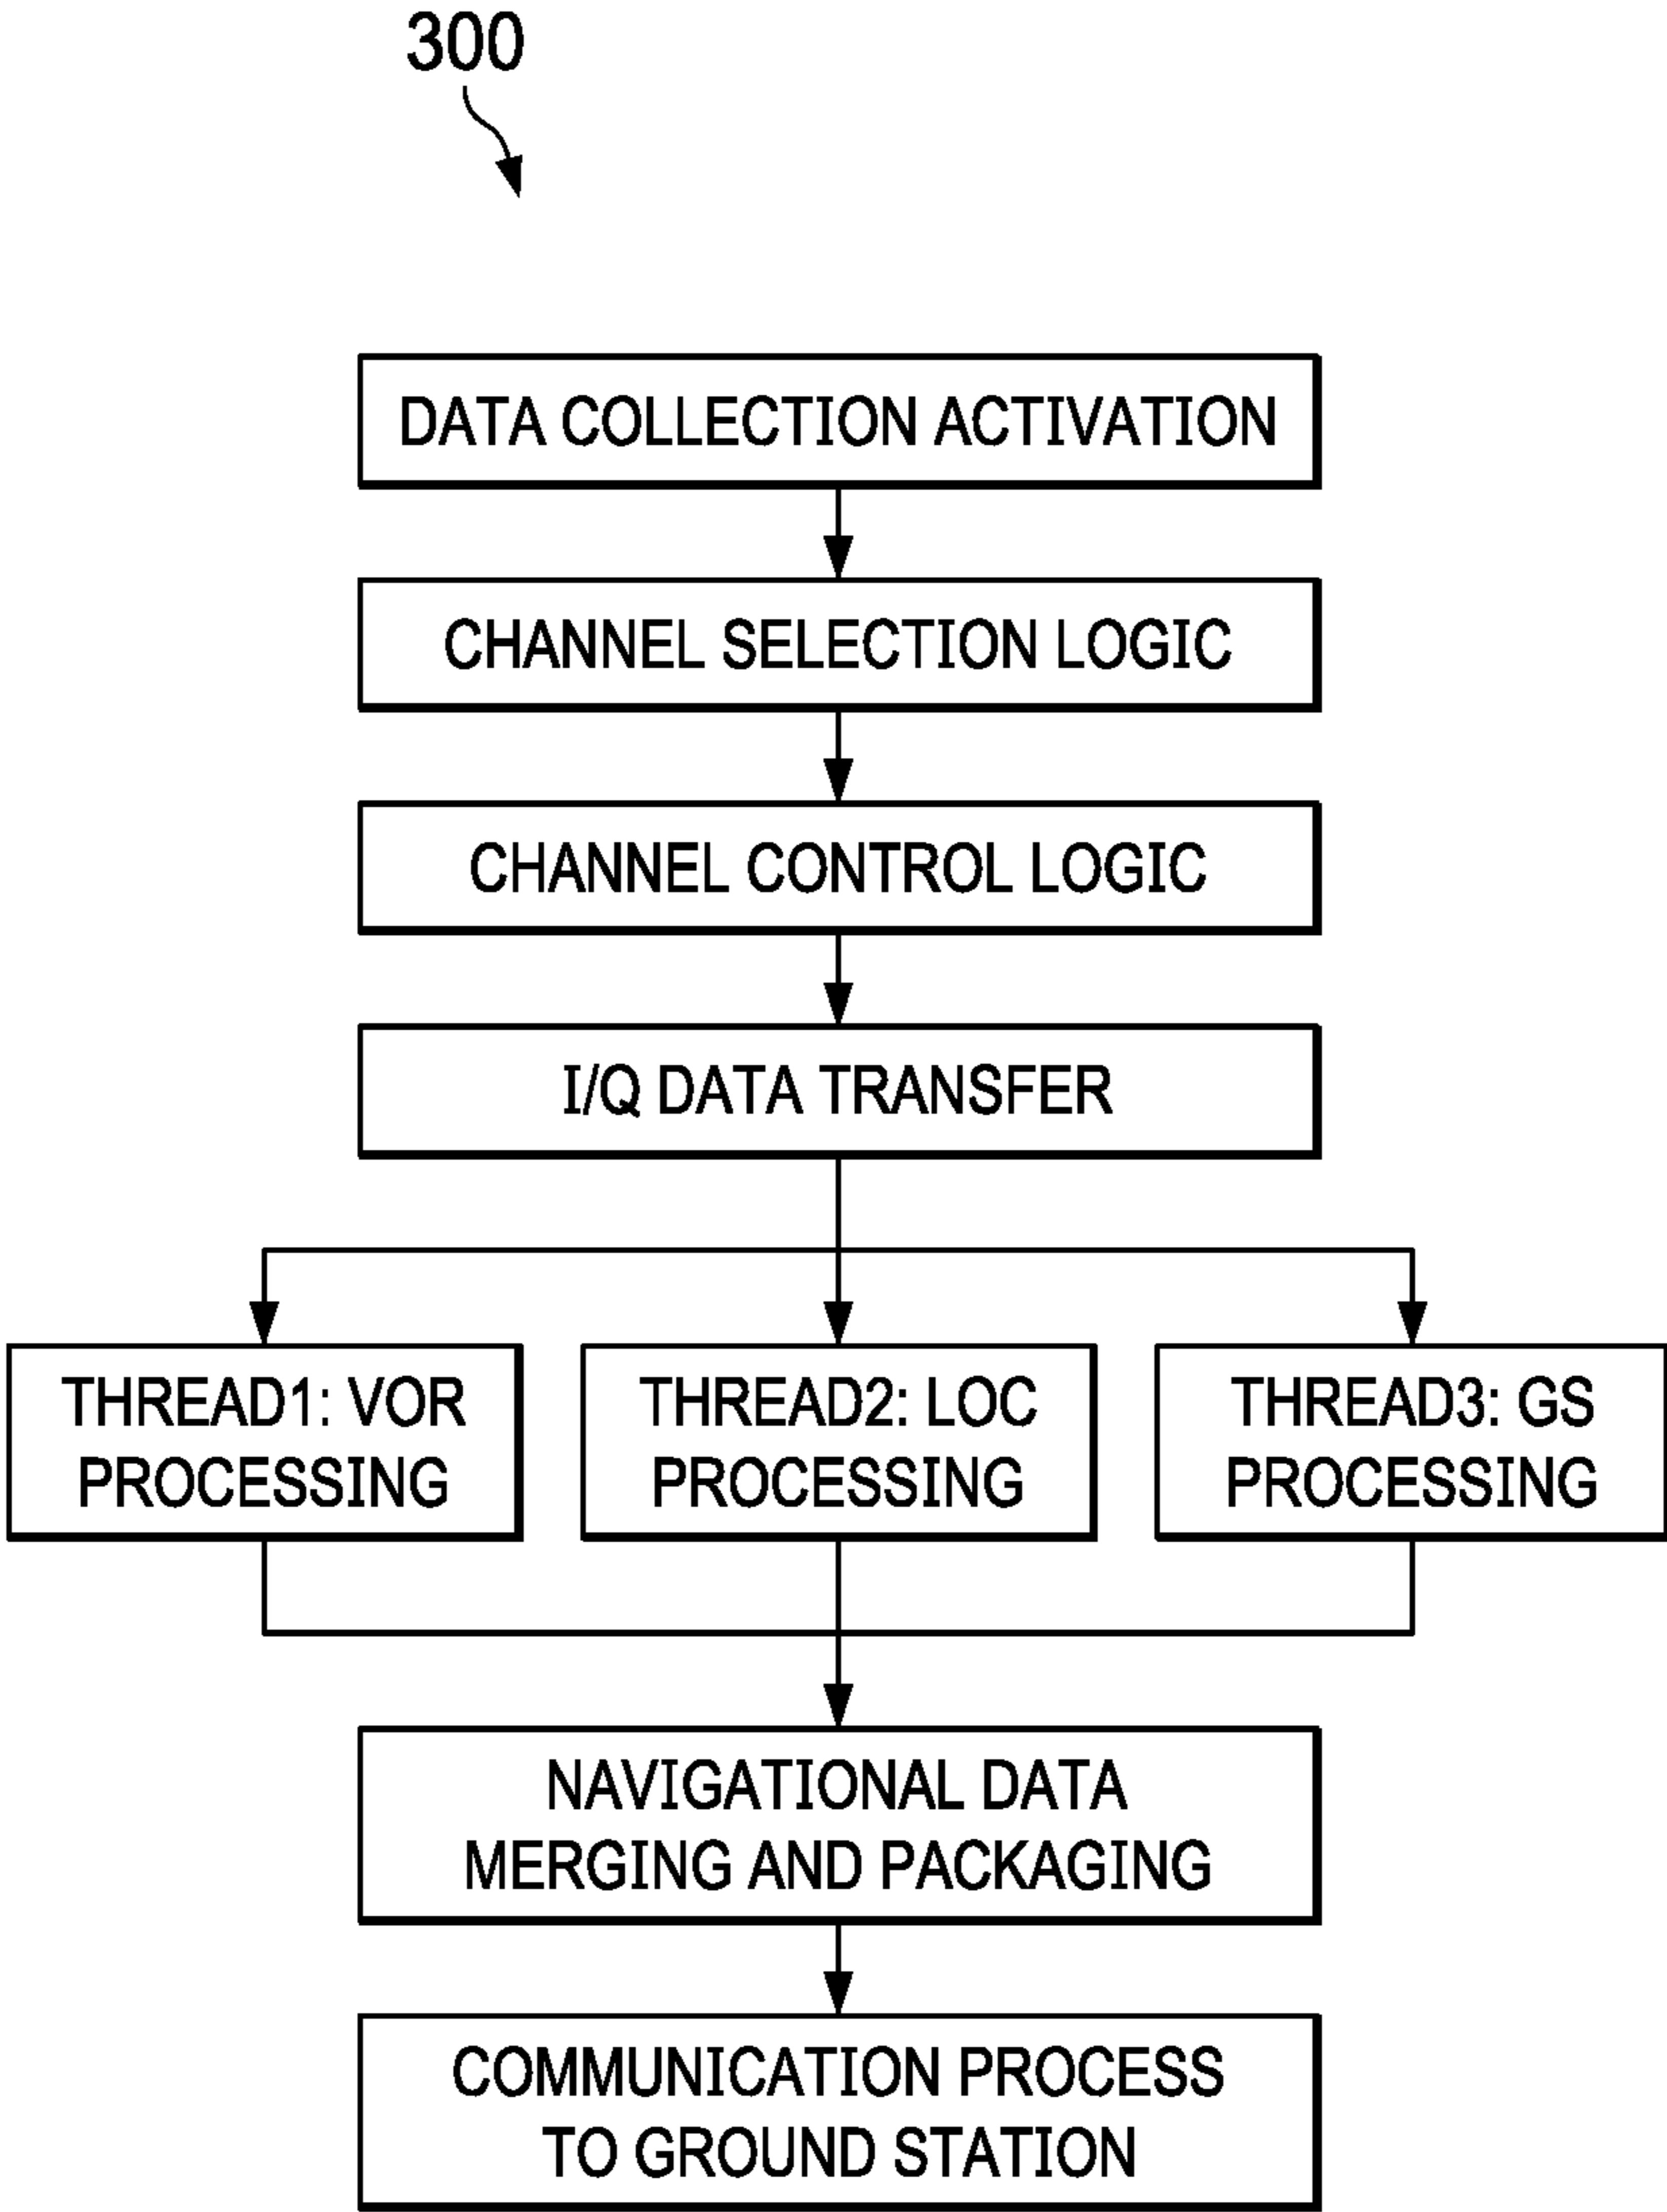 300
DATA COLLECTION ACTIVATION
CHANNEL SELECTION LOGIC
CHANNEL CONTROL LOGIC
I/Q DATA TRANSFER
THREAD1: VOR
PROCESSING
THREAD2: LOC
PROCESSING
THREAD3: GS
PROCESSING
NAVIGATIONAL DATA
MERGING AND PACKAGING
COMMUNICATION PROCESS
TO GROUND STATION